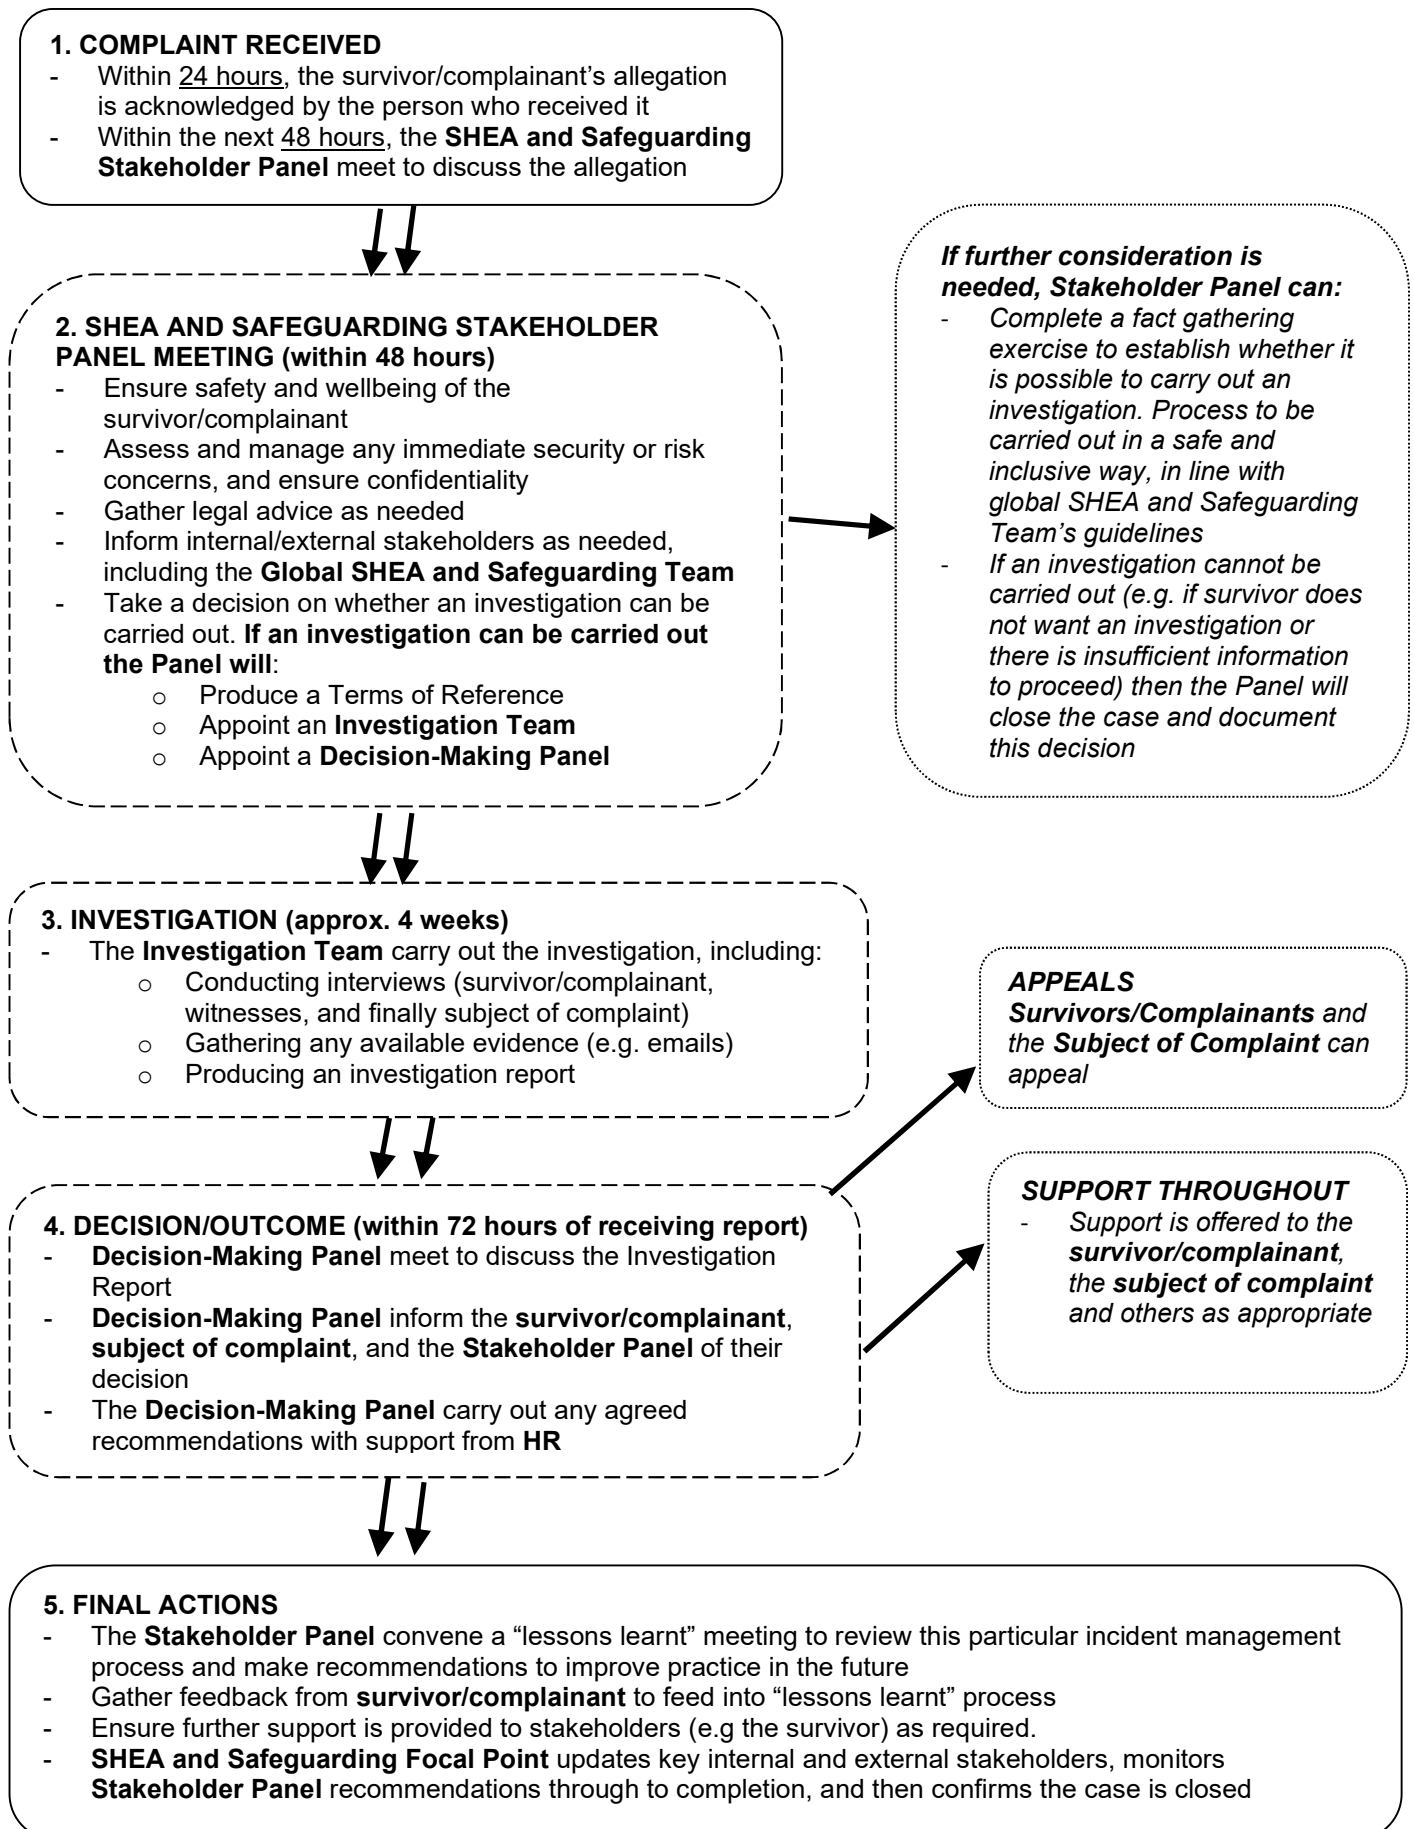 1. COMPLAINT RECEIVED
- Within 24 hours, the survivor/complainant’s allegation
is acknowledged by the person who received it
- Within the next 48 hours, the SHEA and Safeguarding
Stakeholder Panel meet to discuss the allegation
2. SHEA AND SAFEGUARDING STAKEHOLDER
PANEL MEETING (within 48 hours)
- Ensure safety and wellbeing of the
survivor/complainant
- Assess and manage any immediate security or risk
concerns, and ensure confidentiality
- Gather legal advice as needed
- Inform internal/external stakeholders as needed,
including the Global SHEA and Safeguarding Team
- Take a decision on whether an investigation can be
carried out. If an investigation can be carried out
the Panel will:
o Produce a Terms of Reference
o Appoint an Investigation Team
o Appoint a Decision-Making Panel
If further consideration is
needed, Stakeholder Panel can:
- Complete a fact gathering
exercise to establish whether it
is possible to carry out an
investigation. Process to be
carried out in a safe and
inclusive way, in line with
global SHEA and Safeguarding
Team’s guidelines
- If an investigation cannot be
carried out (e.g. if survivor does
not want an investigation or
there is insufficient information
to proceed) then the Panel will
close the case and document
this decision
3. INVESTIGATION (approx. 4 weeks)
- The Investigation Team carry out the investigation, including:
o Conducting interviews (survivor/complainant,
witnesses, and finally subject of complaint)
o Gathering any available evidence (e.g. emails)
o Producing an investigation report
APPEALS
Survivors/Complainants and
the Subject of Complaint can
appeal
4. DECISION/OUTCOME (within 72 hours of receiving report)
- Decision-Making Panel meet to discuss the Investigation
Report
- Decision-Making Panel inform the survivor/complainant,
subject of complaint, and the Stakeholder Panel of their
decision
- The Decision-Making Panel carry out any agreed
recommendations with support from HR
SUPPORT THROUGHOUT
- Support is offered to the
survivor/complainant,
the subject of complaint
and others as appropriate
5. FINAL ACTIONS
- The Stakeholder Panel convene a “lessons learnt” meeting to review this particular incident management
process and make recommendations to improve practice in the future
- Gather feedback from survivor/complainant to feed into “lessons learnt” process
- Ensure further support is provided to stakeholders (e.g the survivor) as required.
- SHEA and Safeguarding Focal Point updates key internal and external stakeholders, monitors
Stakeholder Panel recommendations through to completion, and then confirms the case is closed